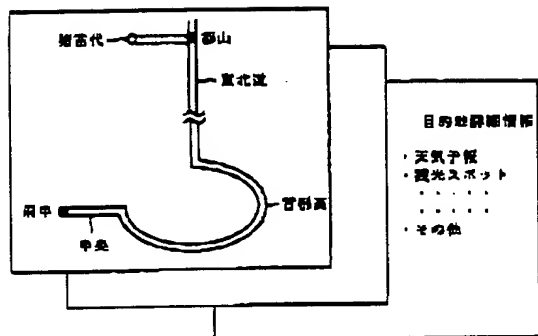 猪苗代
郡山
東北道
首都高
府中
中央
目的地詳細情報
・天気予報
・観光スポット
・・・・・
・・・・・
・その他